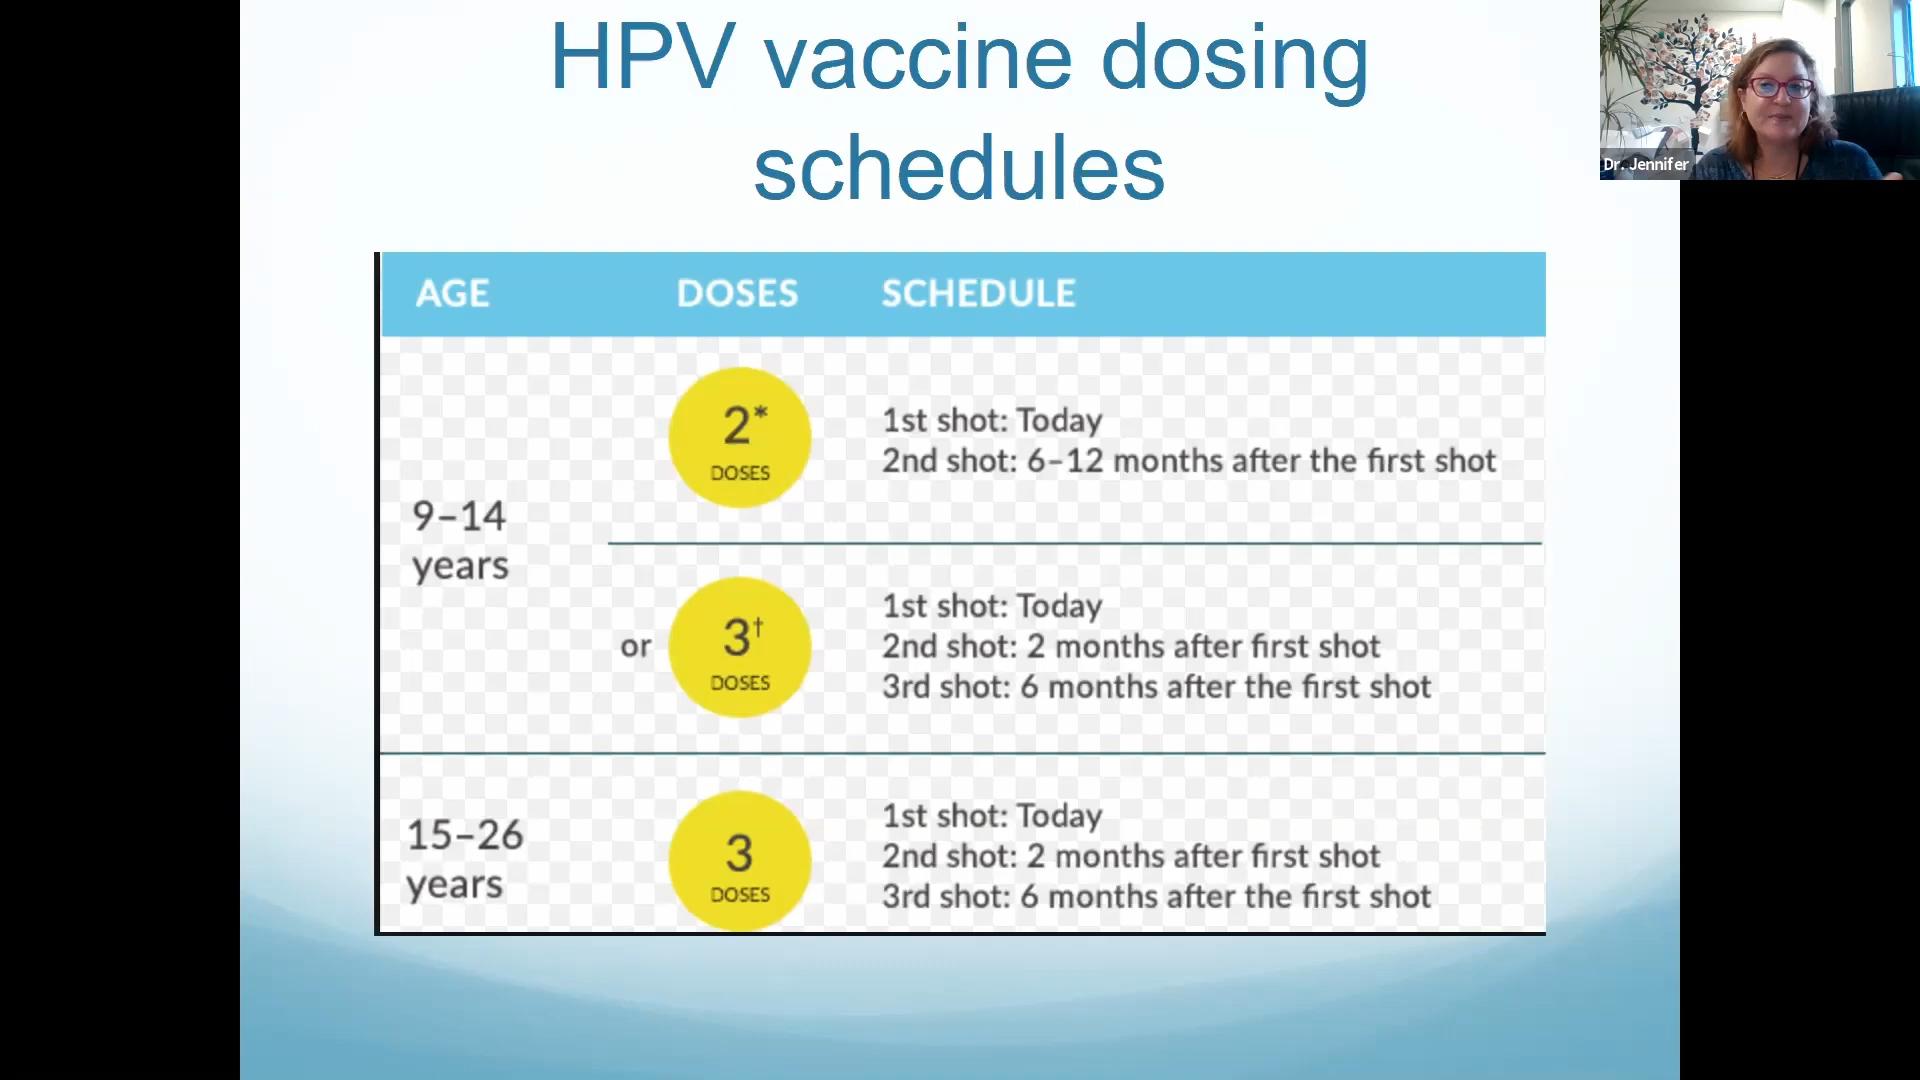 HPV vaccine dosing
schedules
Dr. Jennifer
AGE DOSES SCHEDULE
9–14
years
2*
DOSES
1st shot: Today
2nd shot: 6–12 months after the first shot
or
3†
DOSES
1st shot: Today
2nd shot: 2 months after first shot
3rd shot: 6 months after the first shot
15–26
years
3
DOSES
1st shot: Today
2nd shot: 2 months after first shot
3rd shot: 6 months after the first shot